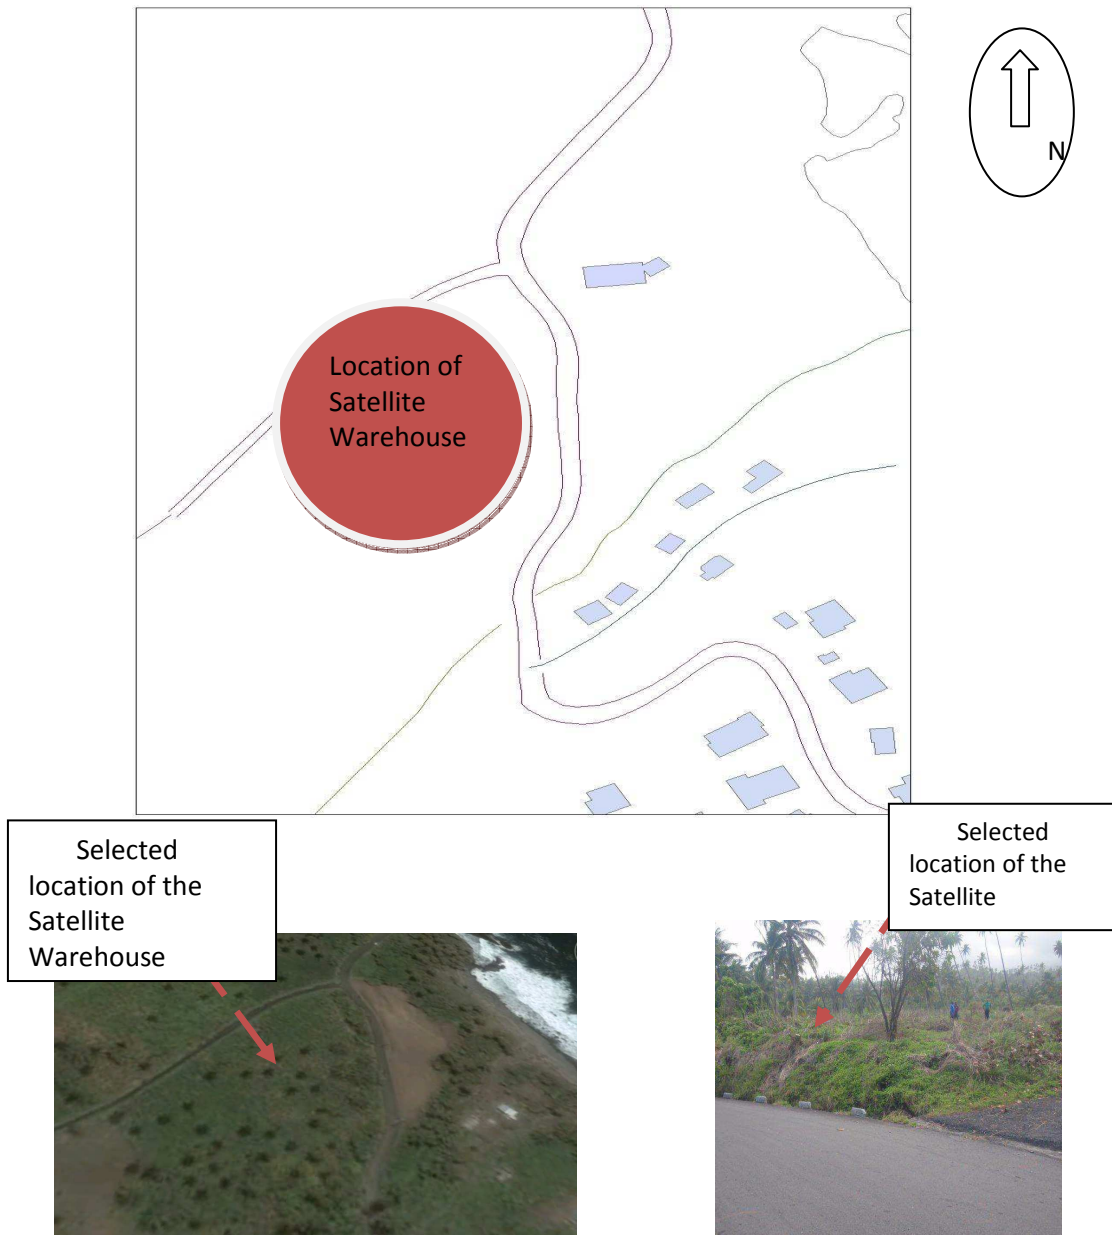 N
Location of
Satellite
Warehouse
Selected
location of the
Satellite
Warehouse
Selected
location of the
Satellite